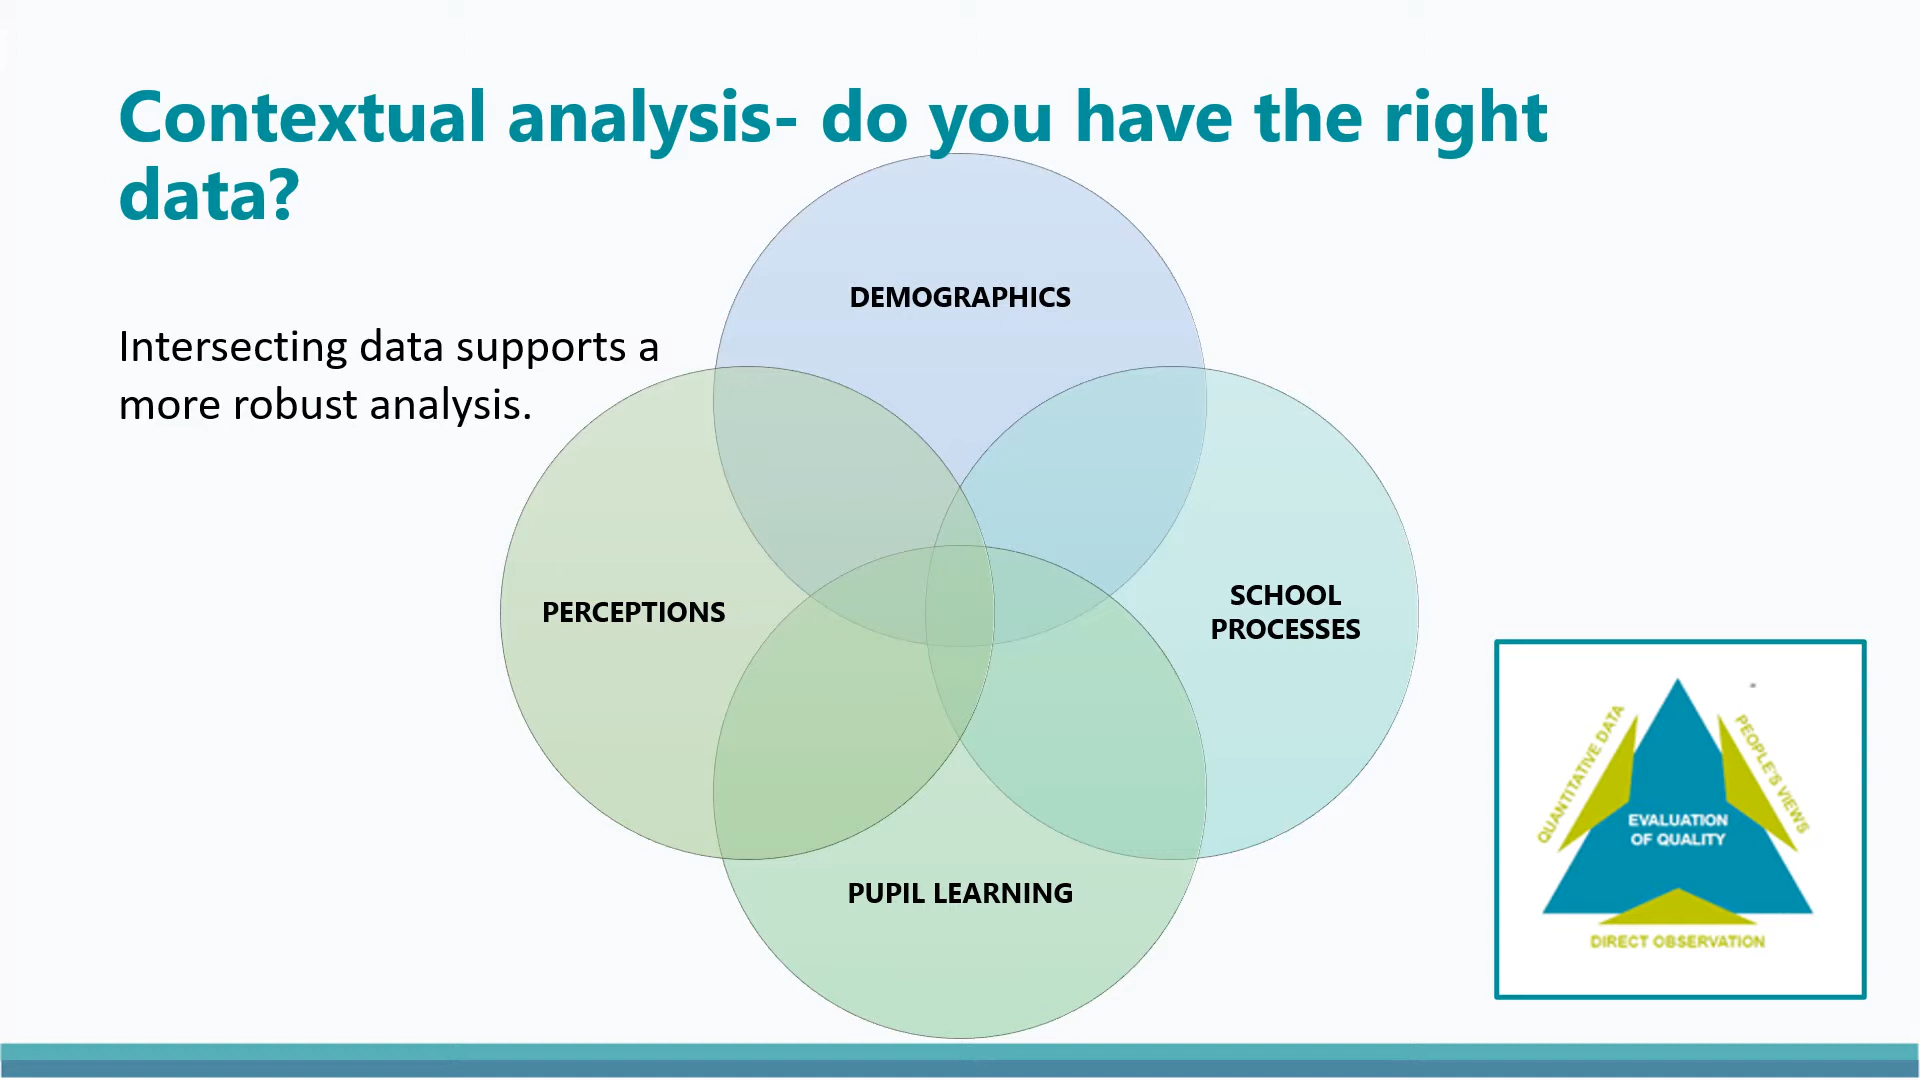 Contextual analysis- do you have the right
data?
Intersecting data supports a
more robust analysis.
DEMOGRAPHICS
PERCEPTIONS
SCHOOL
PROCESSES
PUPIL LEARNING
QUANTITATIVE DATA
PEOPLE'S VIEWS
EVALUATION
OF QUALITY
DIRECT OBSERVATION